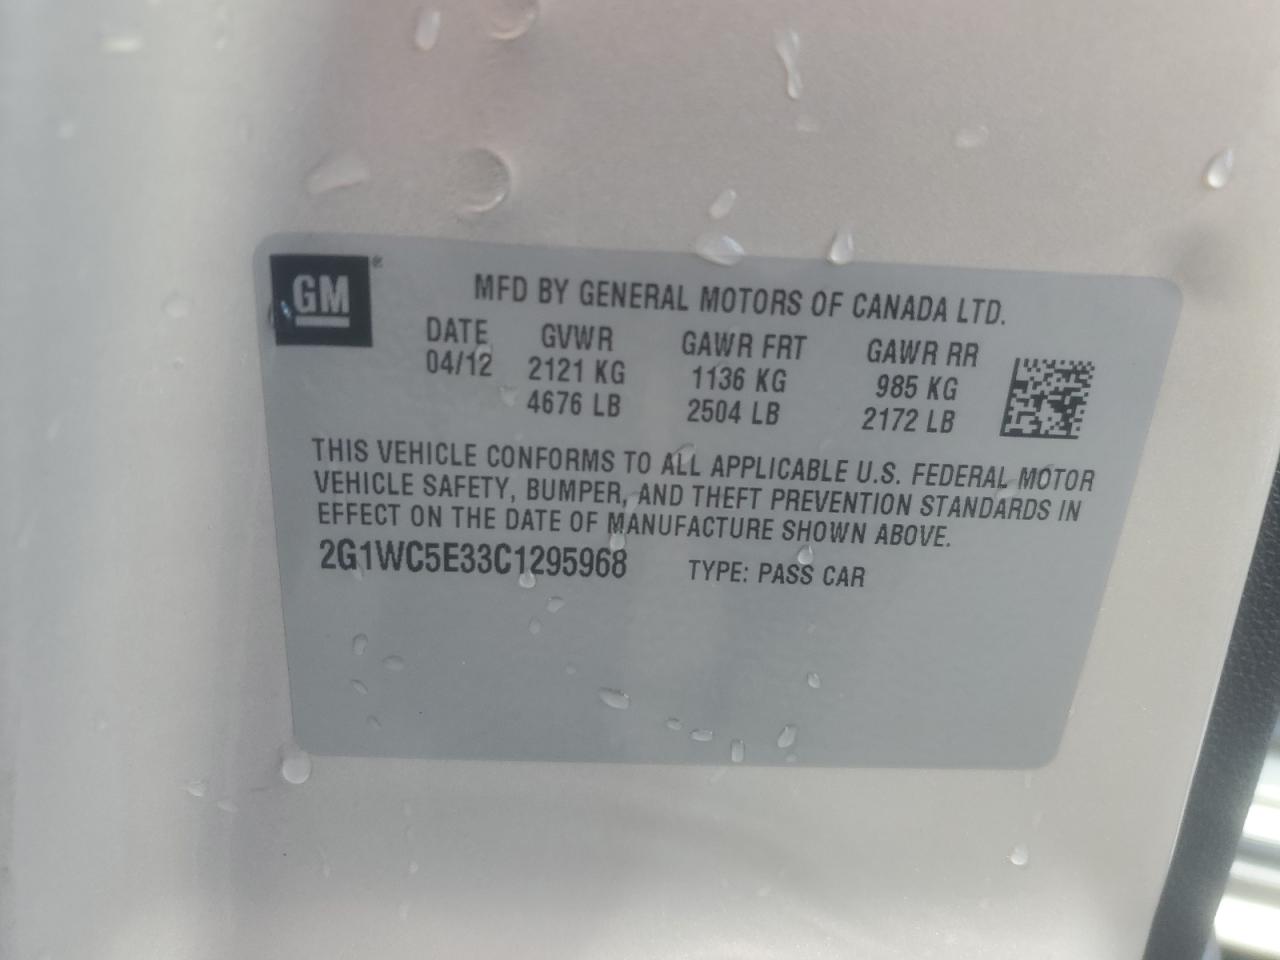 GM®
MFD BY GENERAL MOTORS OF CANADA LTD.
DATE GVWR GAWR FRT GAWR RR
04/12 2121 KG 1136 KG 985 KG
4676 LB 2504 LB 2172 LB
THIS VEHICLE CONFORMS TO ALL APPLICABLE U.S. FEDERAL MOTOR
VEHICLE SAFETY, BUMPER, AND THEFT PREVENTION STANDARDS IN
EFFECT ON THE DATE OF MANUFACTURE SHOWN ABOVE.
2G1WC5E33C1295968 TYPE: PASS CAR